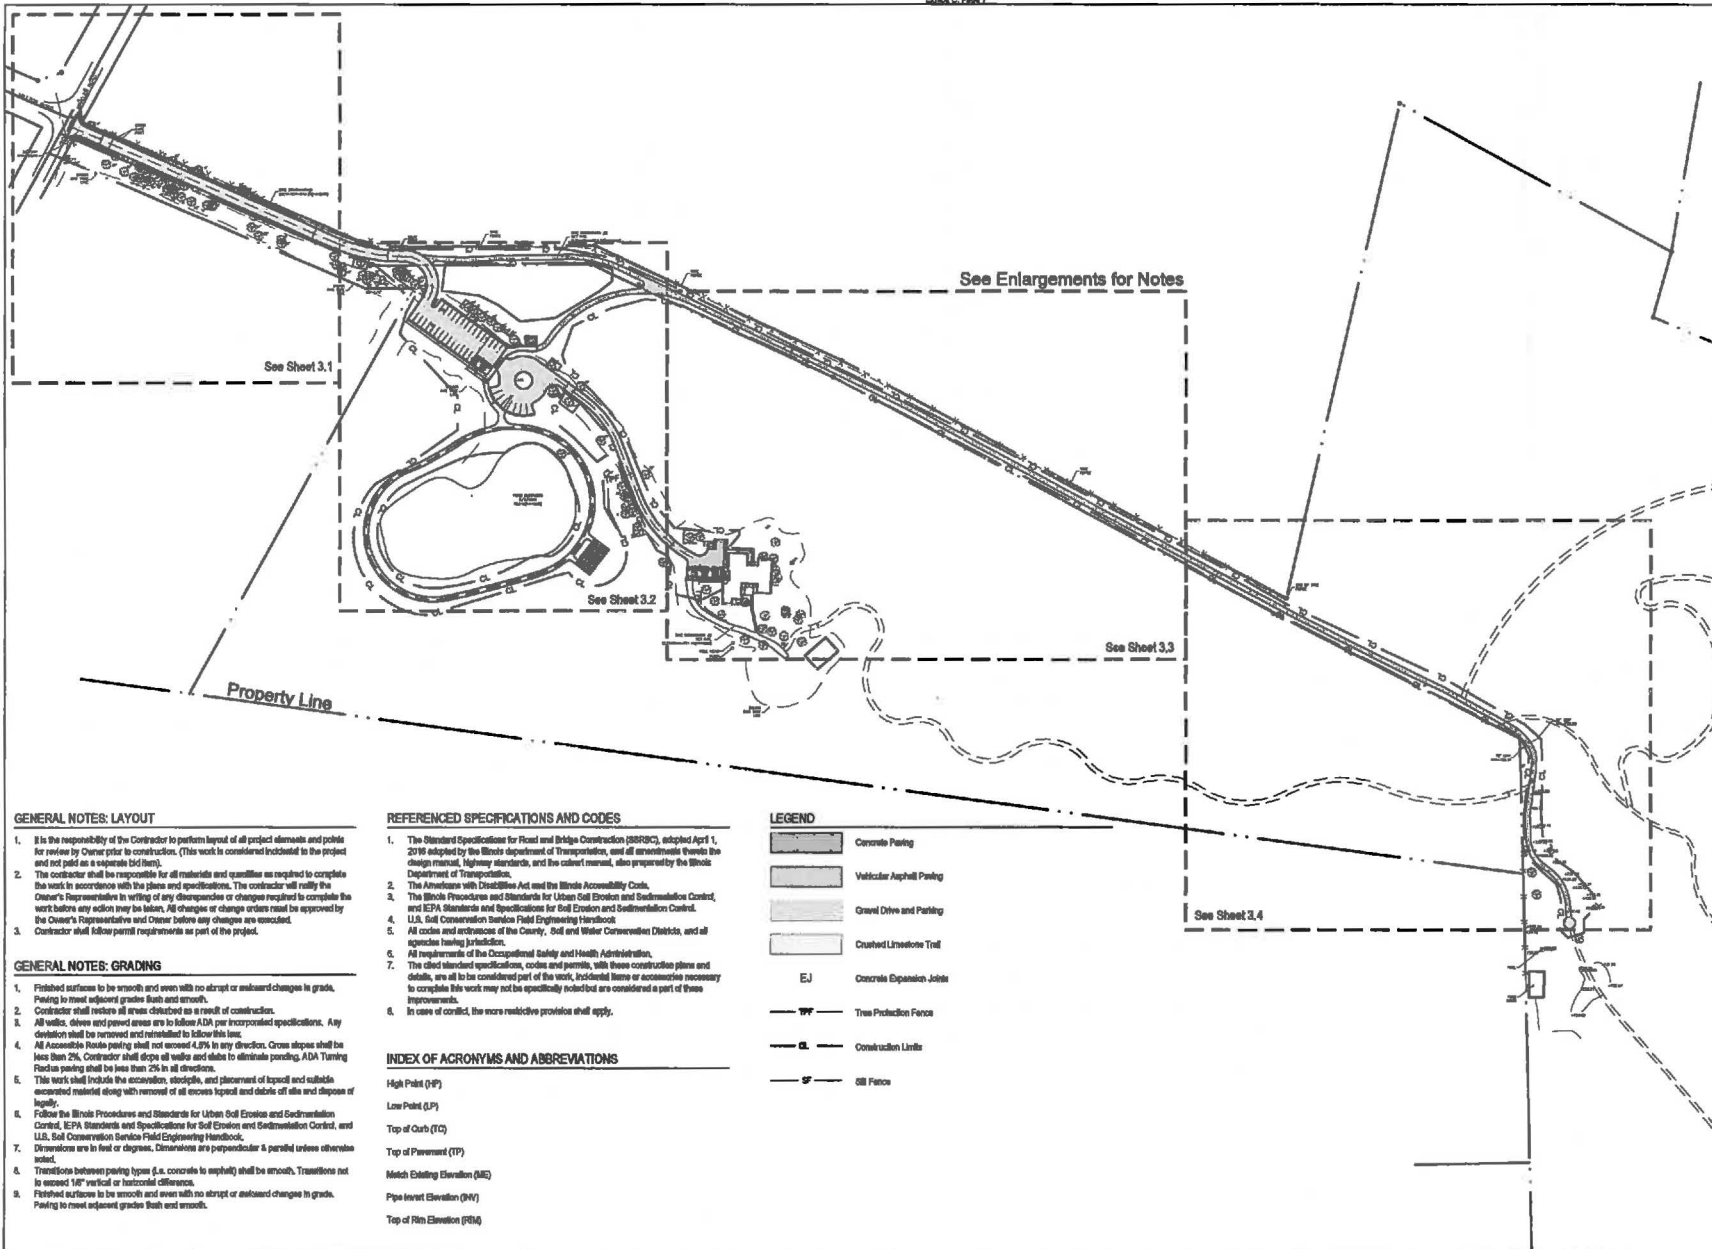 See Enlargements for Notes
See Sheet 3.1
See Sheet 3.2
See Sheet 3.3
Property Line
See Sheet 3.4
GENERAL NOTES: LAYOUT
1. It is the responsibility of the Contractor to perform layout of all project elements and points
for review by Owner prior to construction. (This work is considered incidental to the project
and not paid as a separate bid item).
2. The contractor shall be responsible for all materials and quantities as required to complete
the work in accordance with the plans and specifications. The contractor will notify the
Owner's Representative in writing of any discrepancies or changes required to complete the
work before any action may be taken. All changes or change orders must be approved by
the Owner's Representative and Owner before any changes are executed.
3. Contractor shall follow permit requirements as part of the project.
GENERAL NOTES: GRADING
1. Finished surfaces to be smooth and even with no abrupt or awkward changes in grade.
Paving to meet adjacent grades flush and smooth.
2. Contractor shall restore all areas disturbed as a result of construction.
3. All walks, drives and paved areas are to follow ADA per incorporated specifications. Any
deviation shall be removed and reinstalled to follow this law.
4. All Accessible Route paving shall not exceed 4.5% in any direction. Cross slopes shall be
less than 2%. Contractor shall slope all walks and slabs to eliminate ponding. ADA Turning
Radius paving shall be less than 2% in all directions.
5. This work shall include the excavation, stockpile, and placement of topsoil and suitable
excavated material along with removal of all excess topsoil and debris off site and dispose of
legally.
6. Follow the Illinois Procedures and Standards for Urban Soil Erosion and Sedimentation
Control, IEPA Standards and Specifications for Soil Erosion and Sedimentation Control, and
U.S. Soil Conservation Service Field Engineering Handbook.
7. Dimensions are in feet or degrees. Dimensions are perpendicular & parallel unless otherwise
noted.
8. Transitions between paving types (i.e. concrete to asphalt) shall be smooth. Transitions not
to exceed 1/8" vertical or horizontal difference.
9. Finished surfaces to be smooth and even with no abrupt or awkward changes in grade.
Paving to meet adjacent grades flush and smooth.
REFERENCED SPECIFICATIONS AND CODES
1. The Standard Specifications for Road and Bridge Construction (SSRBC), adopted April 1,
2016 adopted by the Illinois department of Transportation, and all amendments thereto the
design manual, highway standards, and the culvert manual, also prepared by the Illinois
Department of Transportation.
2. The Americans with Disabilities Act and the Illinois Accessibility Code.
3. The Illinois Procedures and Standards for Urban Soil Erosion and Sedimentation Control,
and IEPA Standards and Specifications for Soil Erosion and Sedimentation Control.
4. U.S. Soil Conservation Service Field Engineering Handbook
5. All codes and ordinances of the County, Soil and Water Conservation Districts, and all
agencies having jurisdiction.
6. All requirements of the Occupational Safety and Health Administration.
7. The cited standard specifications, codes and permits, with these construction plans and
details, are all to be considered part of the work. Incidental items or accessories necessary
to complete this work may not be specifically noted but are considered a part of these
improvements.
8. In case of conflict, the more restrictive provision shall apply.
INDEX OF ACRONYMS AND ABBREVIATIONS
High Point (HP)
Low Point (LP)
Top of Curb (TC)
Top of Pavement (TP)
Match Existing Elevation (ME)
Pipe Invert Elevation (INV)
Top of Rim Elevation (RIM)
LEGEND
Concrete Paving
Vehicular Asphalt Paving
Gravel Drive and Parking
Crushed Limestone Trail
EJ Concrete Expansion Joints
TPF Tree Protection Fence
CL Construction Limits
SF Silt Fence